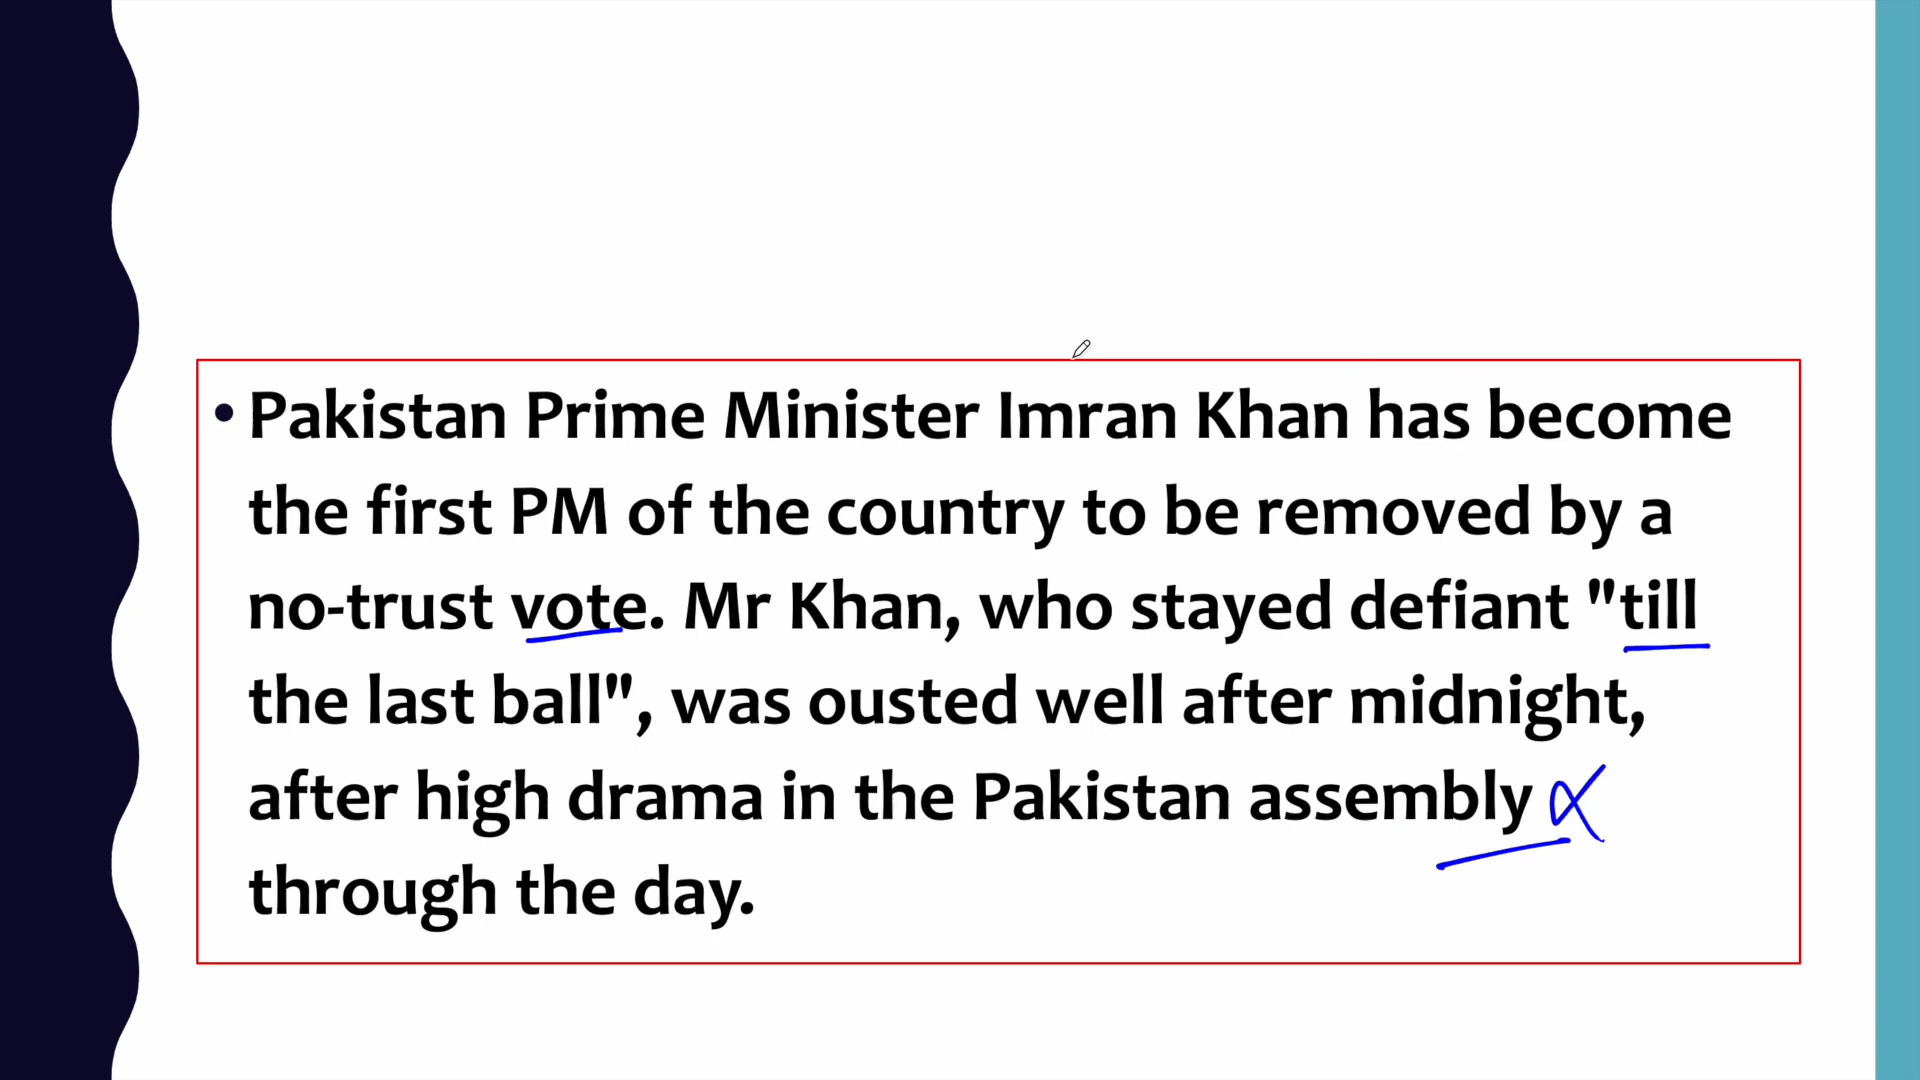 • Pakistan Prime Minister Imran Khan has become
the first PM of the country to be removed by a
no-trust vote. Mr Khan, who stayed defiant "till
the last ball", was ousted well after midnight,
after high drama in the Pakistan assembly
through the day.